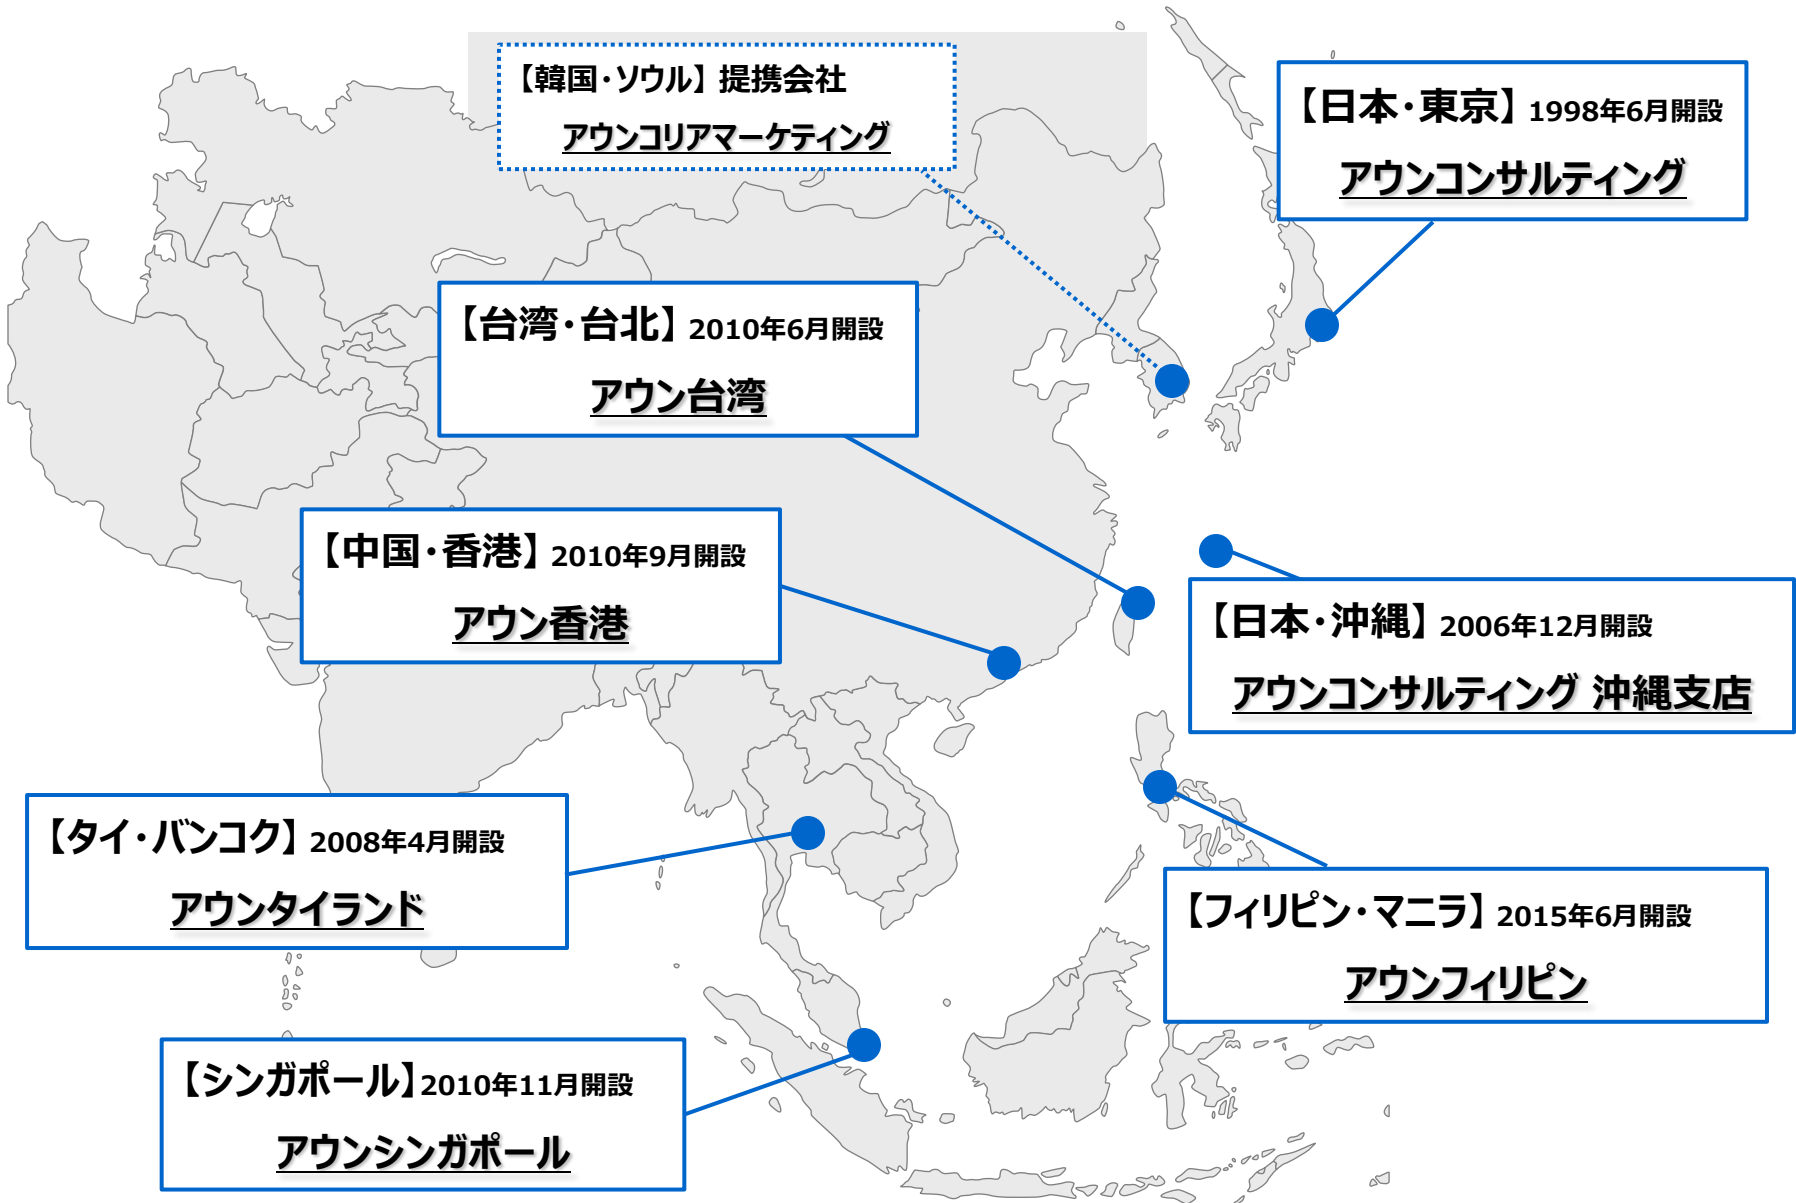 【韓国・ソウル】 提携会社
アウンコリアマーケティング
【日本・東京】 1998年6月開設
アウンコンサルティング
【台湾・台北】 2010年6月開設
アウン台湾
【中国・香港】 2010年9月開設
アウン香港
【日本・沖縄】 2006年12月開設
アウンコンサルティング 沖縄支店
【タイ・バンコク】 2008年4月開設
アウンタイランド
【フィリピン・マニラ】 2015年6月開設
アウンフィリピン
【シンガポール】2010年11月開設
アウンシンガポール